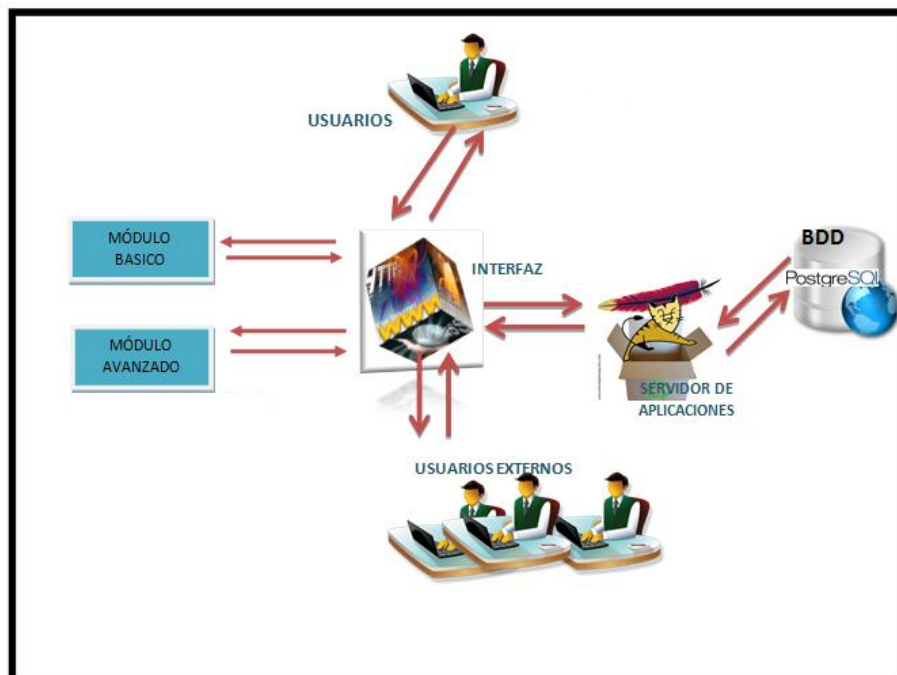 USUARIOS
MÓDULO
BASICO
INTERFAZ
BDD
PostgreSQL
MÓDULO
AVANZADO
SERVIDOR DE
APLICACIONES
USUARIOS EXTERNOS